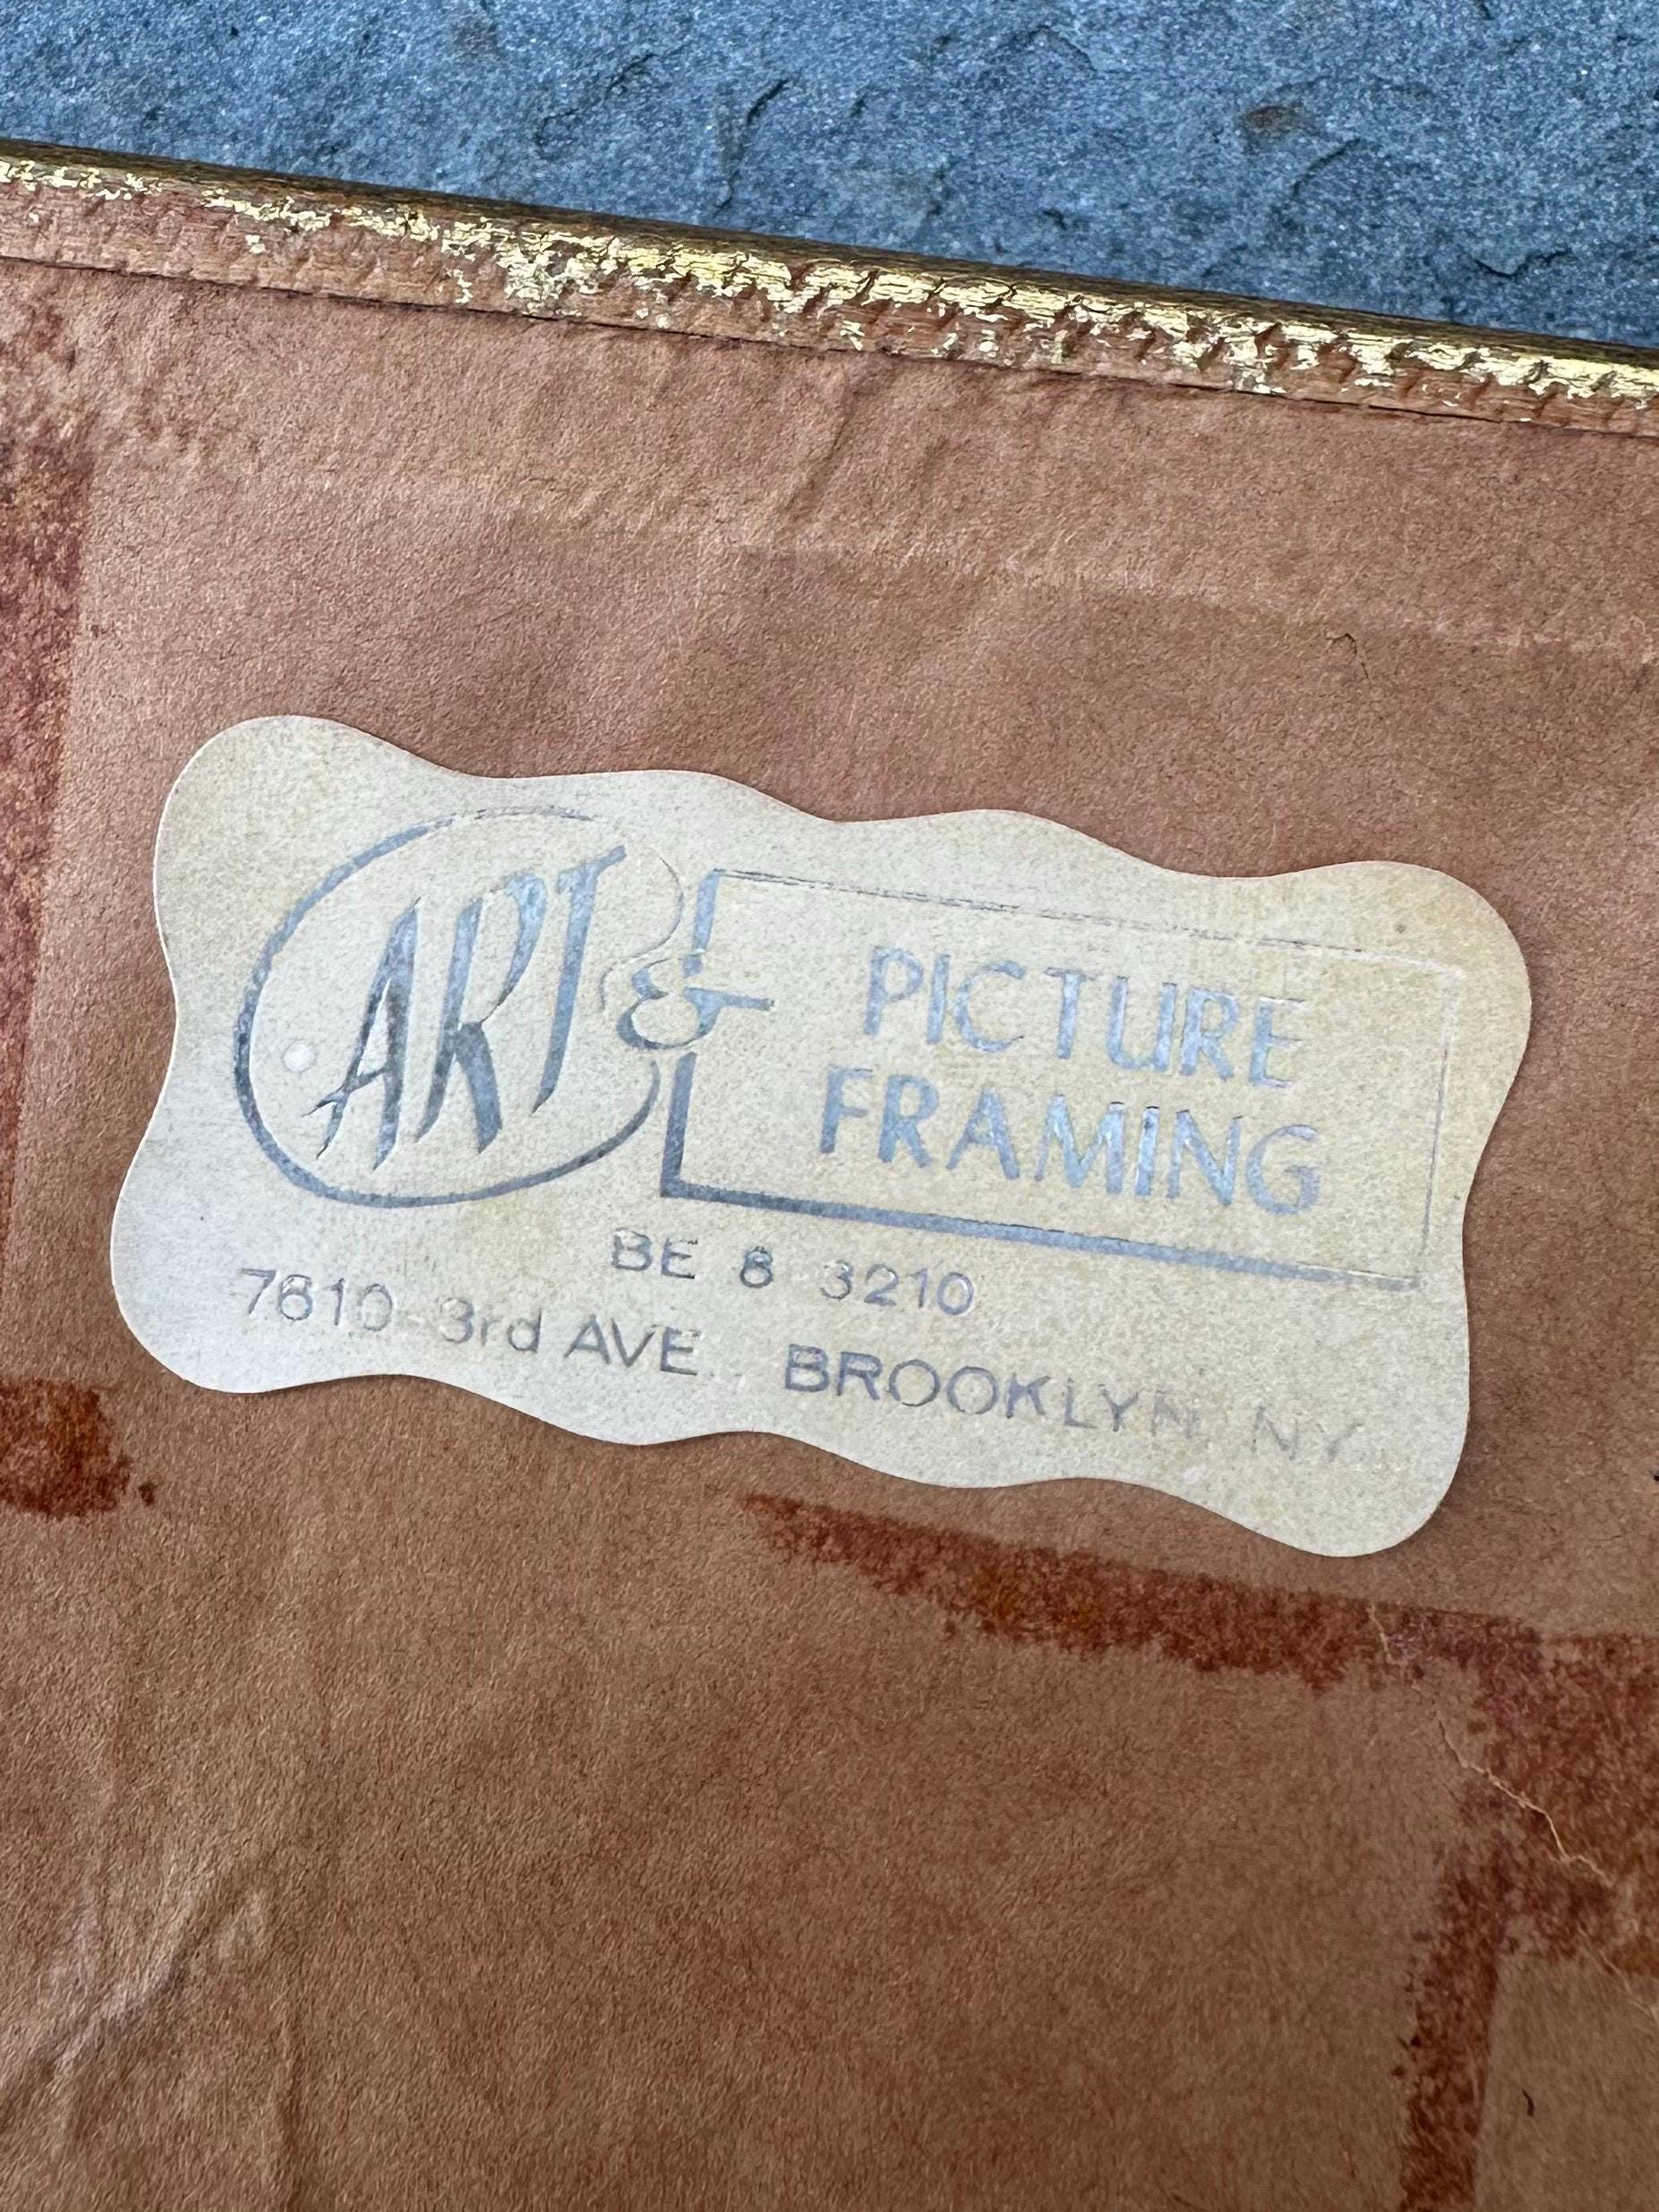 ART & PICTURE
FRAMING
BE 8 3210
7610 3rd AVE. BROOKLYN NY